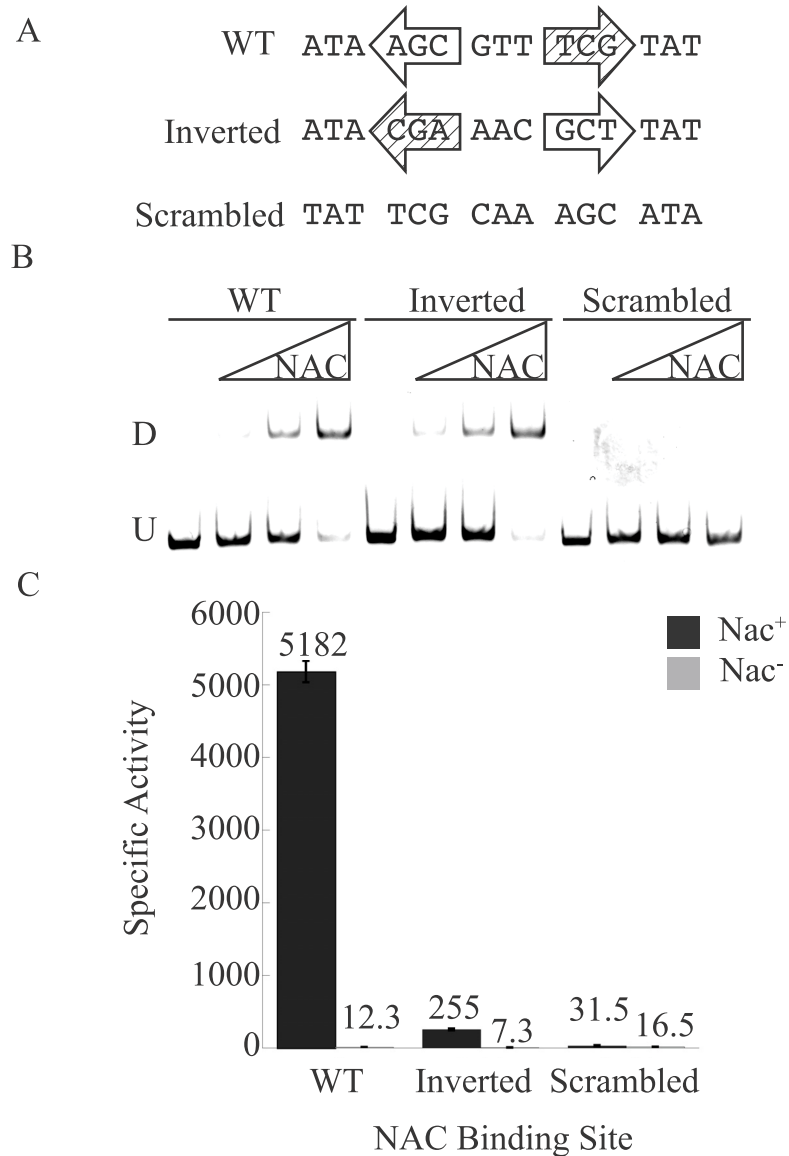 A
WT ATA AGC GTT TCG TAT
Inverted ATA CGA AAC GCT TAT
Scrambled TAT TCG CAA AGC ATA
B
WT Inverted Scrambled
NAC NAC NAC
D
U
C
6000
5000
4000
3000
2000
1000
0
Specific Activity
5182
12.3
255
7.3
31.5
16.5
Nac+
Nac-
WT Inverted Scrambled
NAC Binding Site